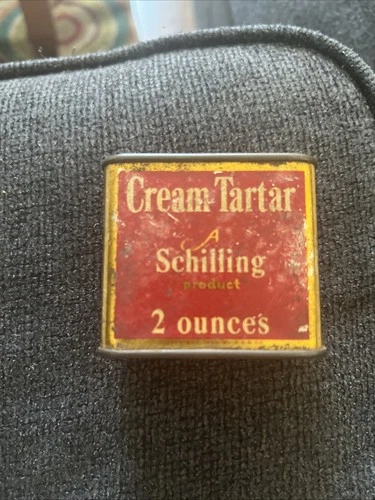 Cream Tartar
A
Schilling
product
2 ounces